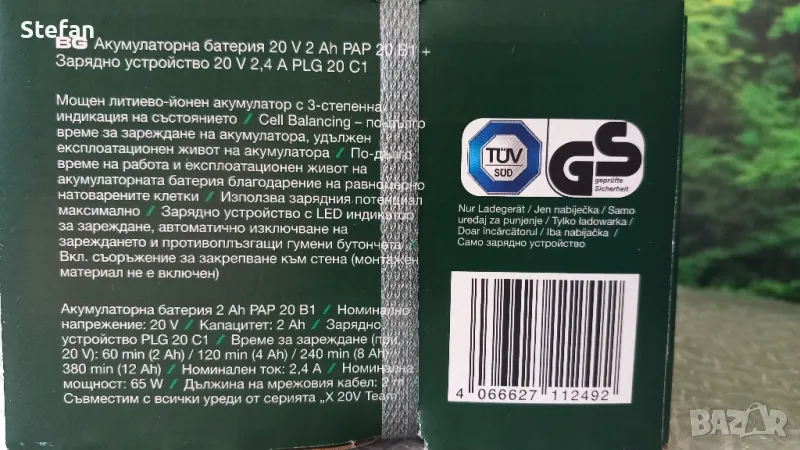 Stefan
BG Акумулаторна батерия 20 V 2 Ah PAP 20 B1 +
Зарядно устройство 20 V 2,4 A PLG 20 C1
Мощен литиево-йонен акумулатор с 3-степенна
индикация на състоянието / Cell Balancing – по-дълго
време за зареждане на акумулатора, удължен
експлоатационен живот на акумулатора / По-дълго
време на работа и експлоатационен живот на
акумулаторната батерия благодарение на равномерно
натоварените клетки / Използва зарядния потенциал
максимално / Зарядно устройство с LED индикатор
за зареждане, автоматично изключване на
зареждането и противоплъзгащи гумени бутончета /
Вкл. съоръжение за закрепване към стена (монтажен
материал не е включен)
Акумулаторна батерия 2 Ah PAP 20 B1 / Номинално
напрежение: 20 V / Капацитет: 2 Ah / Зарядно
устройство PLG 20 C1 / Време за зареждане (при
20 V): 60 min (2 Ah) / 120 min (4 Ah) / 240 min (8 Ah)
380 min (12 Ah) / Номинален ток: 2,4 A / Номинална
мощност: 65 W / Дължина на мрежовия кабел: 2 m /
Съвместим с всички уреди от серията „X 20V Team"
TÜV
SÜD
GS
geprüfte
Sicherheit
Nur Ladegerät / Jen nabíječka / Samo
uređaj za punjenje / Tylko ładowarka /
Doar încărcătorul / Iba nabíjačka /
Само зарядно устройство
4 066627 112492
BAZAR
bg